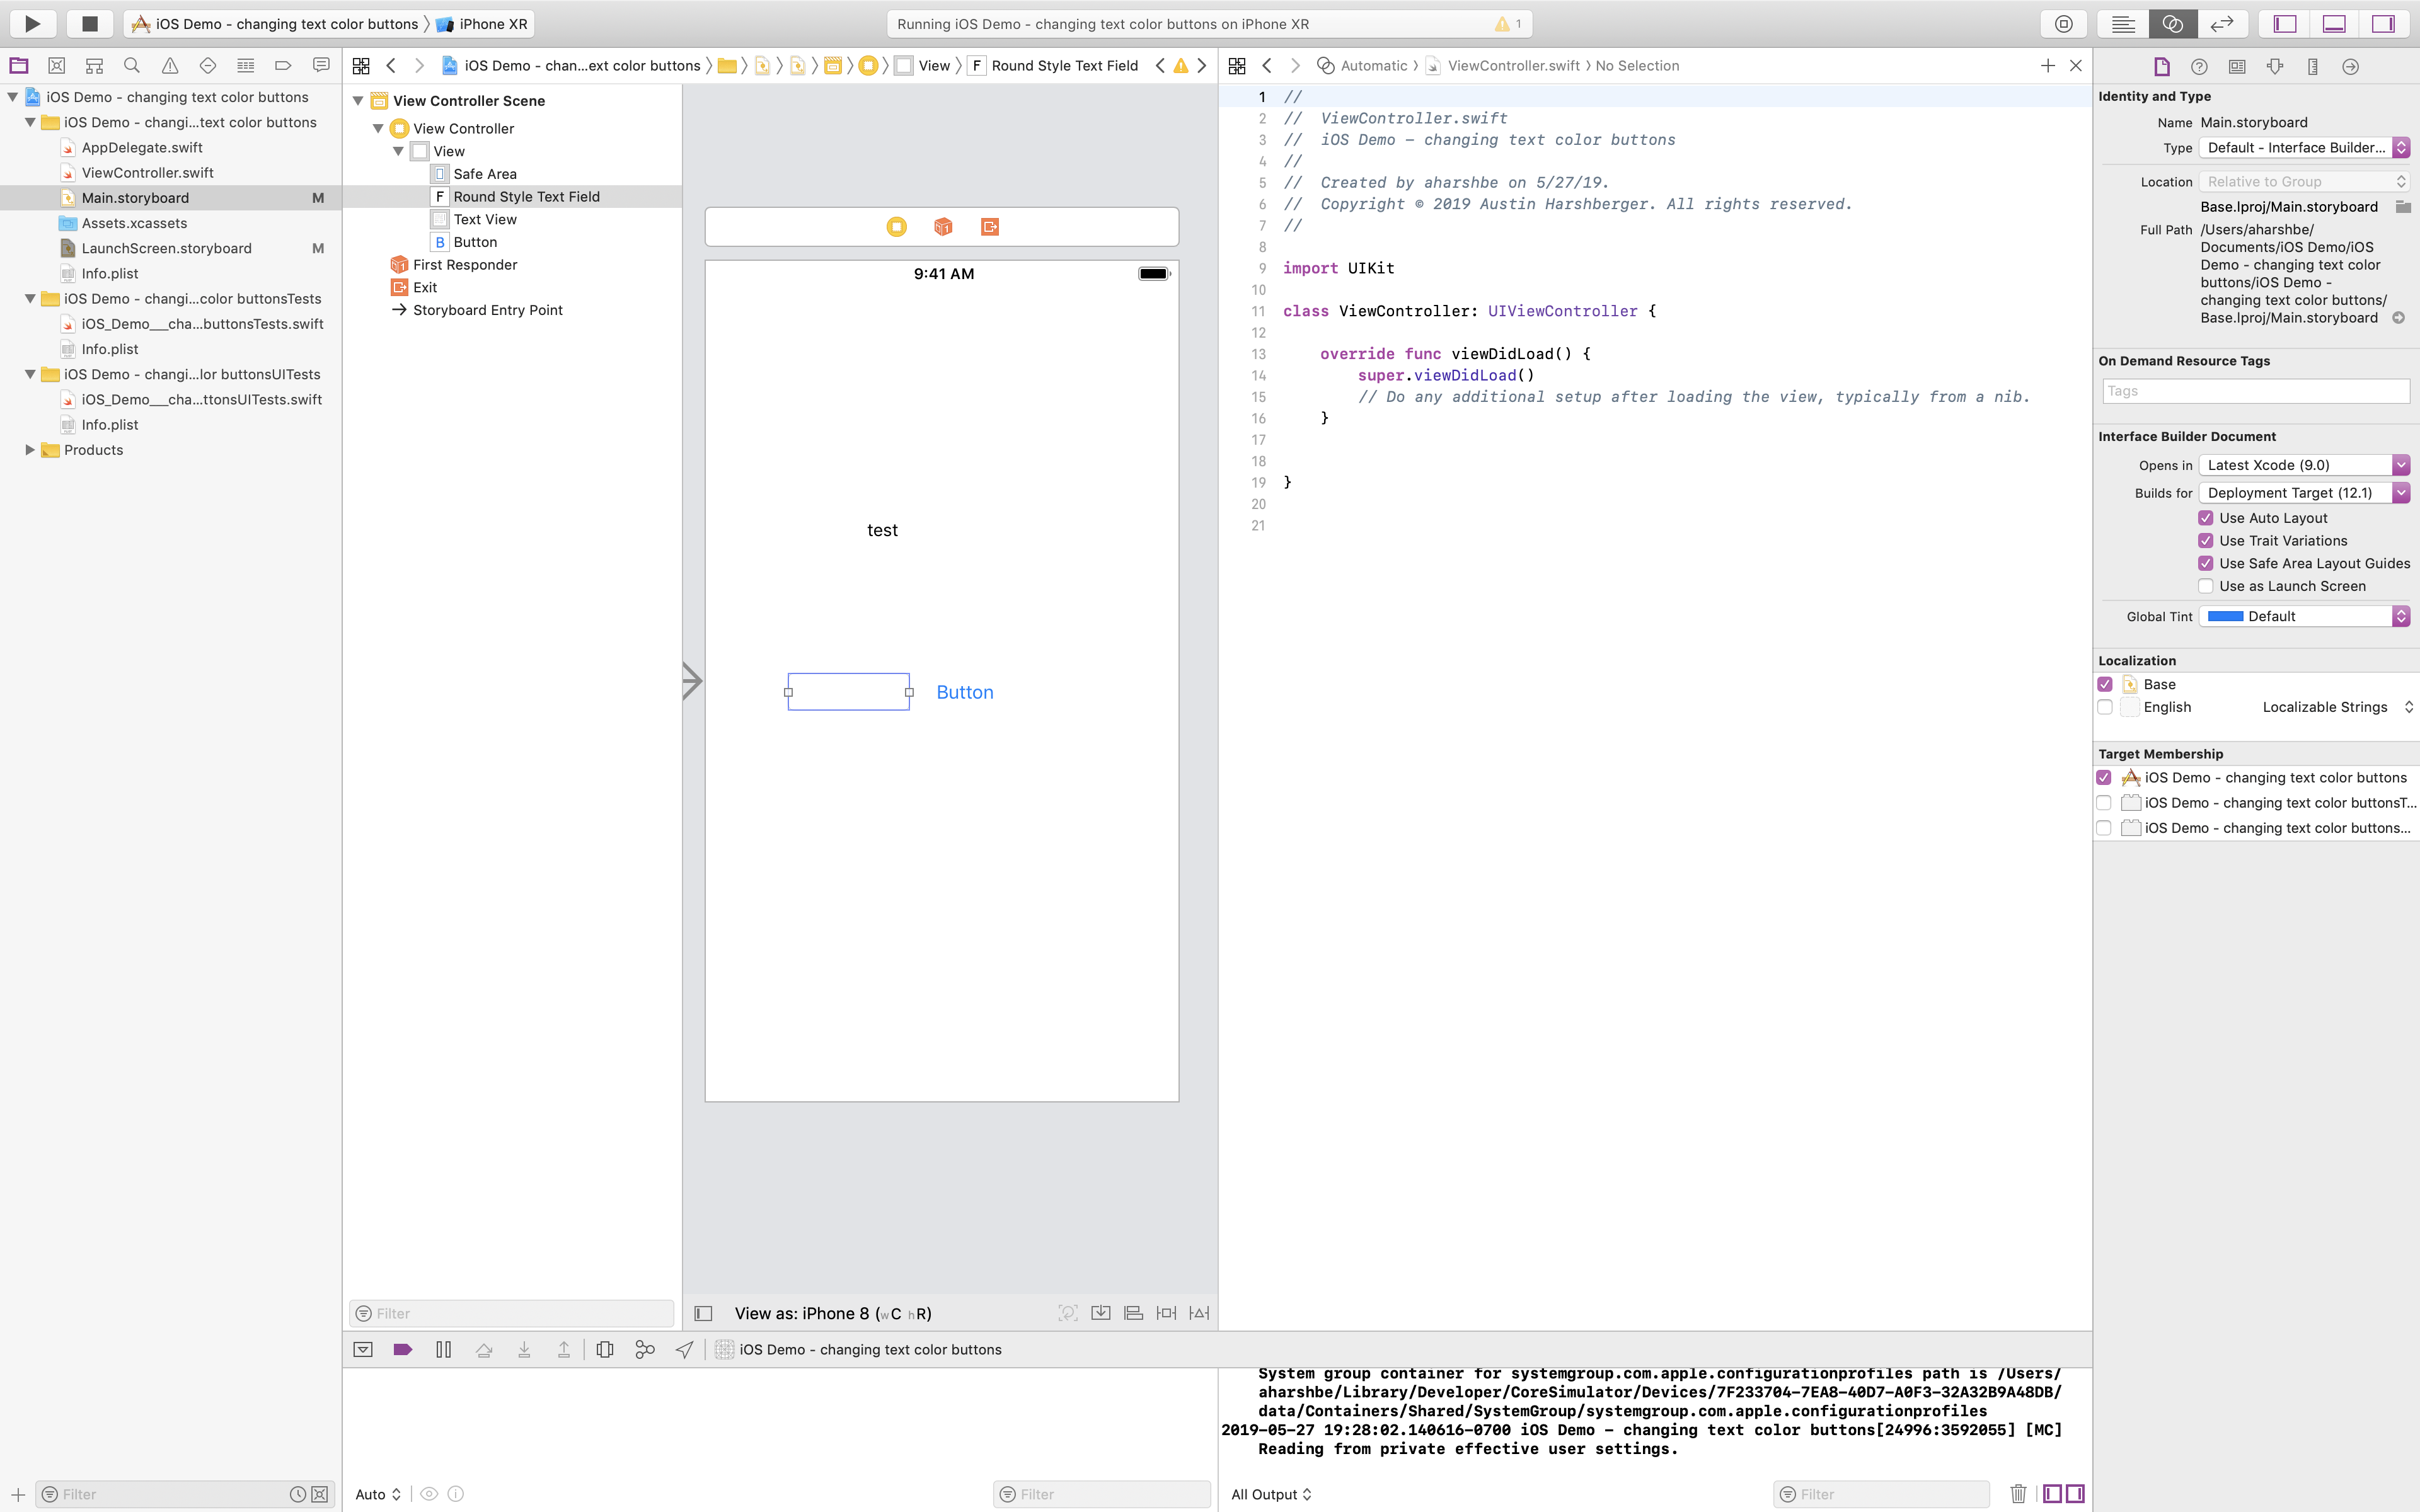 iOS Demo - changing text color buttons 〉 iPhone XR
Running iOS Demo - changing text color buttons on iPhone XR
1
iOS Demo - changing text color buttons
iOS Demo - changi...text color buttons
AppDelegate.swift
ViewController.swift
Main.storyboard M
Assets.xcassets
LaunchScreen.storyboard M
Info.plist
iOS Demo - changi...color buttonsTests
iOS_Demo___cha...buttonsTests.swift
Info.plist
iOS Demo - changi...lor buttonsUITests
iOS_Demo___cha...ttonsUITests.swift
Info.plist
Products
Filter
iOS Demo - chan...ext color buttons 〉 View 〉 F Round Style Text Field
View Controller Scene
View Controller
View
Safe Area
F Round Style Text Field
Text View
B Button
First Responder
Exit
Storyboard Entry Point
Filter
9:41 AM
test
Button
View as: iPhone 8 (wC hR)
Automatic 〉 ViewController.swift 〉 No Selection
1 //
2 //  ViewController.swift
3 //  iOS Demo - changing text color buttons
4 //
5 //  Created by aharshbe on 5/27/19.
6 //  Copyright © 2019 Austin Harshberger. All rights reserved.
7 //
8
9 import UIKit
10
11 class ViewController: UIViewController {
12
13     override func viewDidLoad() {
14         super.viewDidLoad()
15         // Do any additional setup after loading the view, typically from a nib.
16     }
17
18
19 }
20
21
iOS Demo - changing text color buttons
Auto
Filter
System group container for systemgroup.com.apple.configurationprofiles path is /Users/
aharshbe/Library/Developer/CoreSimulator/Devices/7F233704-7EA8-40D7-A0F3-32A32B9A48DB/
data/Containers/Shared/SystemGroup/systemgroup.com.apple.configurationprofiles
2019-05-27 19:28:02.140616-0700 iOS Demo - changing text color buttons[24996:3592055] [MC]
Reading from private effective user settings.
All Output
Filter
Identity and Type
Name Main.storyboard
Type Default - Interface Builder...
Location Relative to Group
Base.lproj/Main.storyboard
Full Path /Users/aharshbe/
Documents/iOS Demo/iOS
Demo - changing text color
buttons/iOS Demo -
changing text color buttons/
Base.lproj/Main.storyboard
On Demand Resource Tags
Tags
Interface Builder Document
Opens in Latest Xcode (9.0)
Builds for Deployment Target (12.1)
Use Auto Layout
Use Trait Variations
Use Safe Area Layout Guides
Use as Launch Screen
Global Tint Default
Localization
Base
English Localizable Strings
Target Membership
iOS Demo - changing text color buttons
iOS Demo - changing text color buttonsT...
iOS Demo - changing text color buttons...